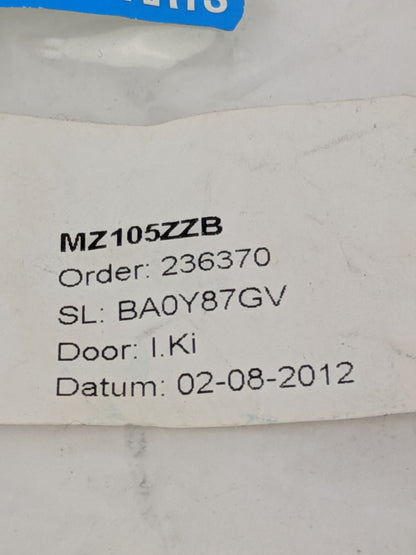 MZ105ZZB
Order: 236370
SL: BA0Y87GV
Door: I.Ki
Datum: 02-08-2012